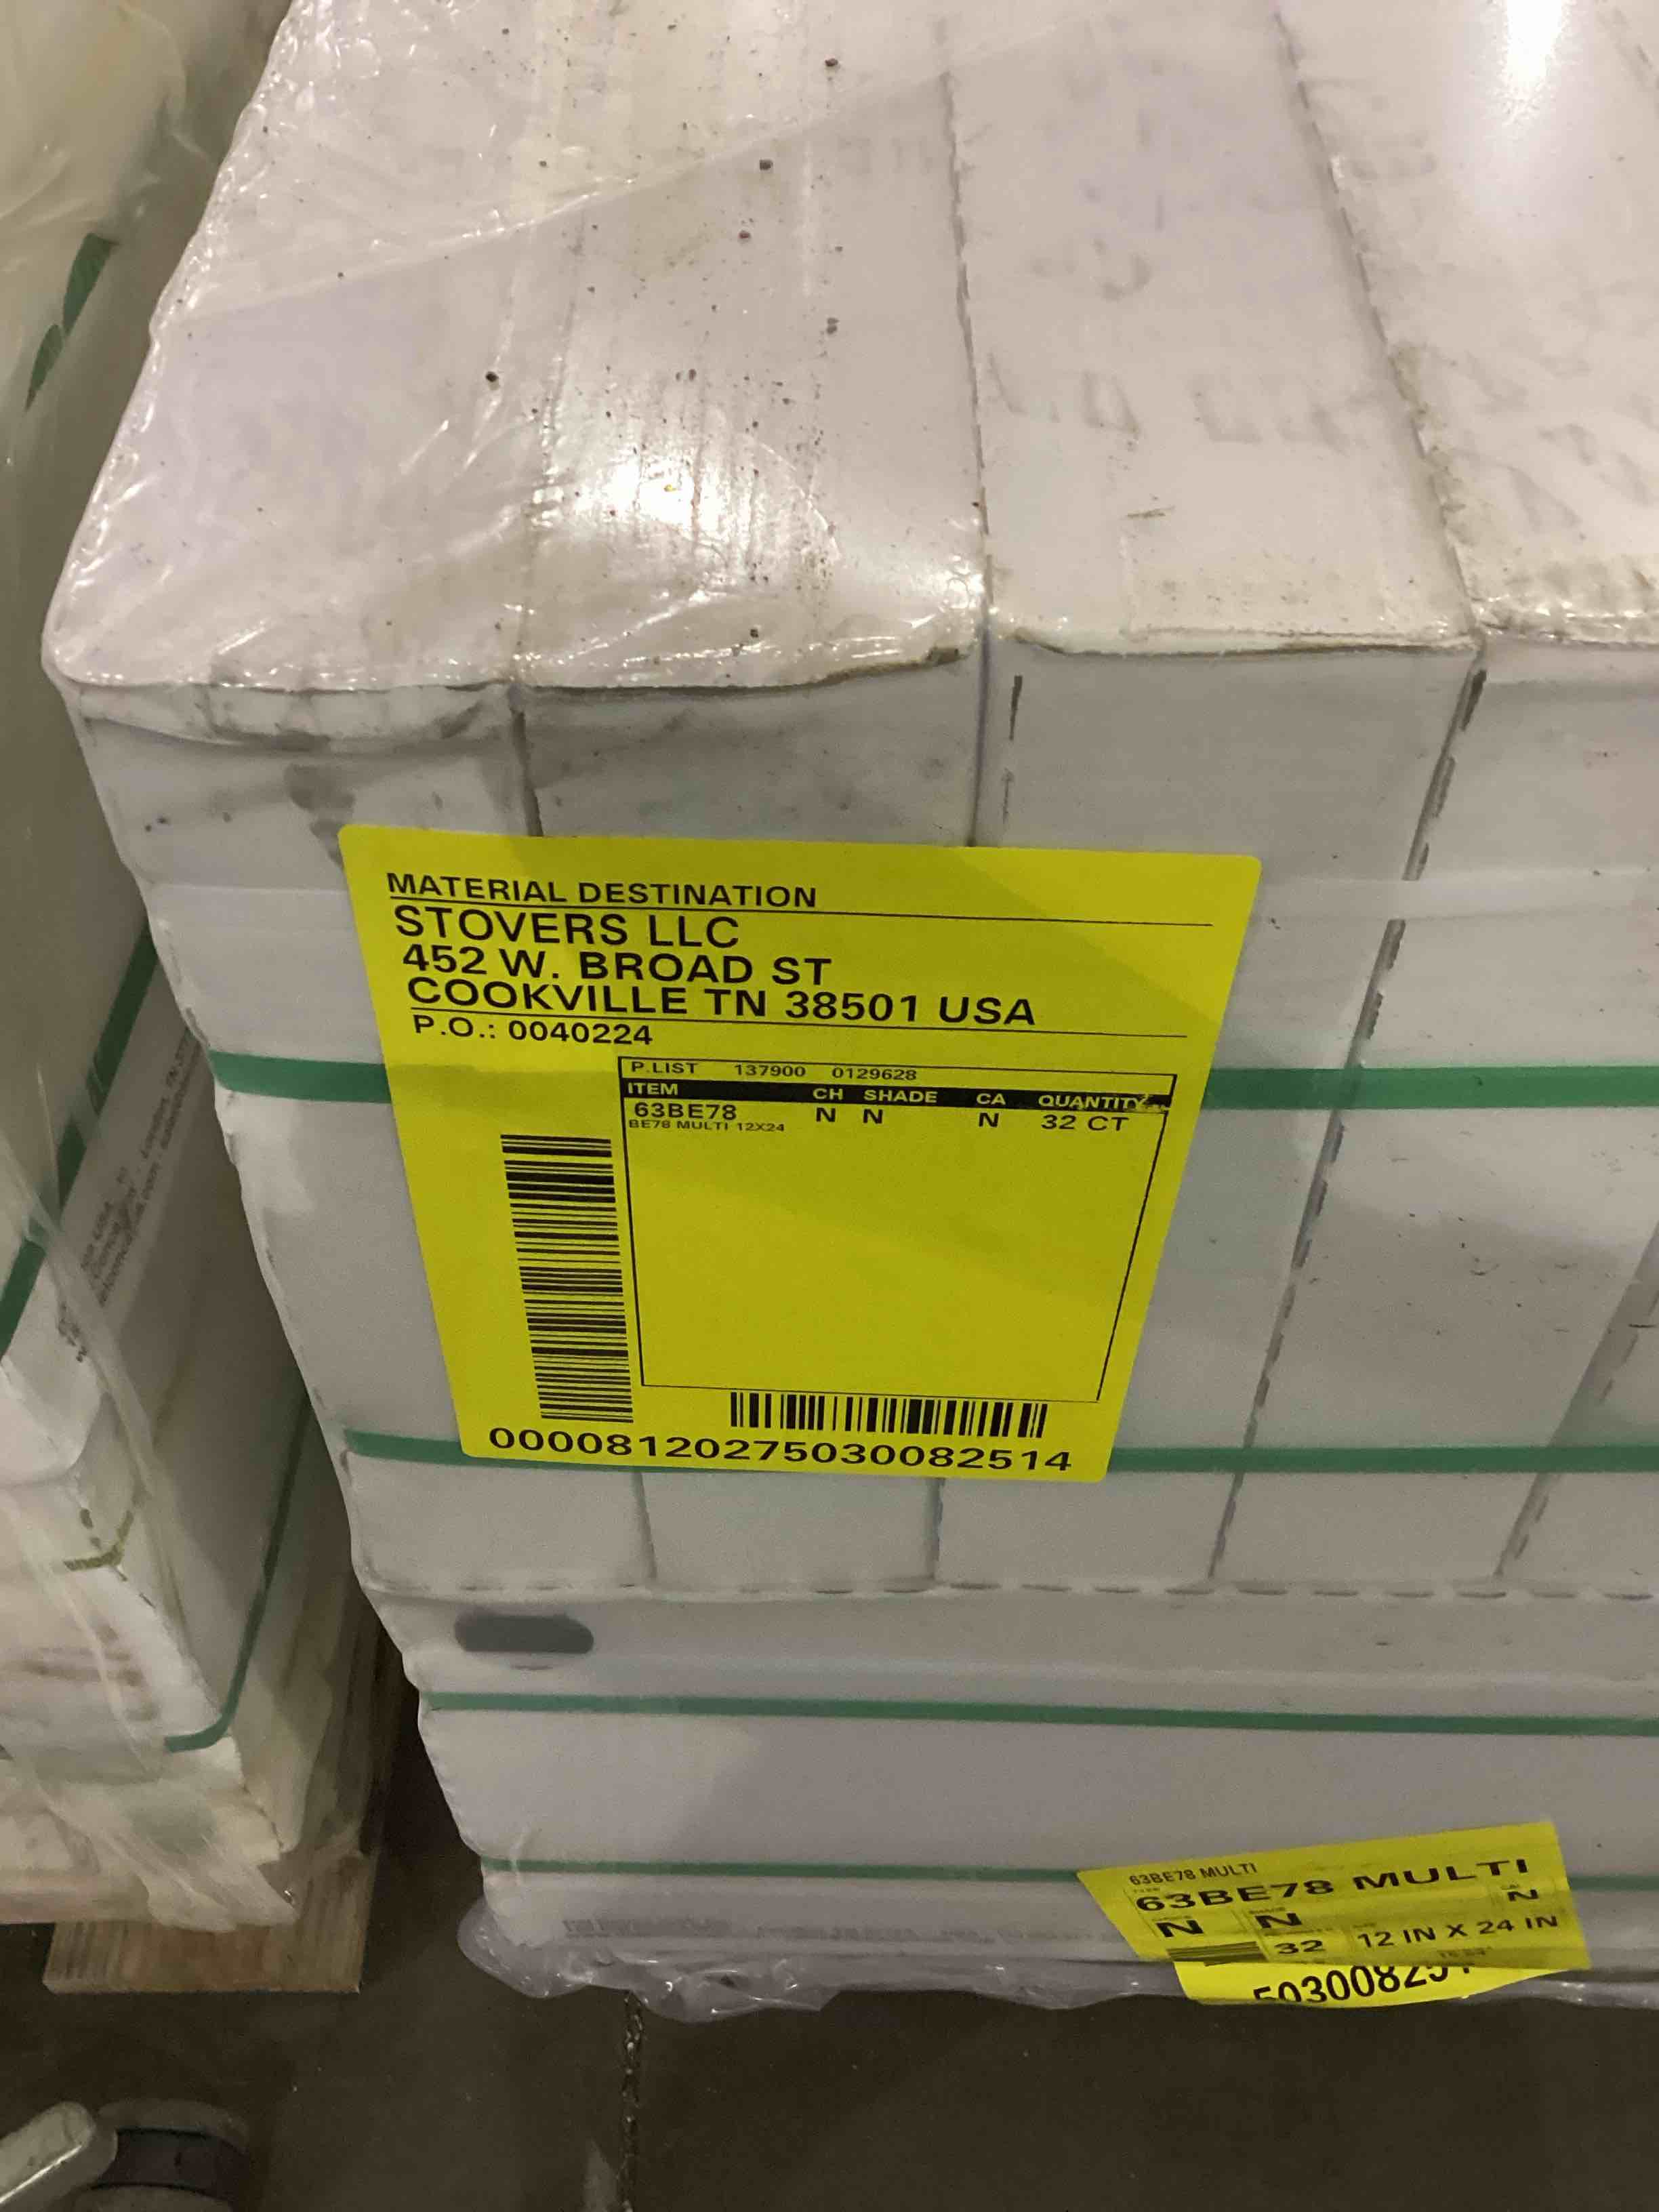 MATERIAL DESTINATION
STOVERS LLC
452 W. BROAD ST
COOKVILLE TN 38501 USA
P.O.: 0040224
P.LIST 137900 0129628
ITEM CH SHADE CA QUANTITY
63BE78 N N N 32 CT
BE78 MULTI 12X24
00008120275030082514
63BE78 MULTI
63BE78 MULTI
N N N
32 12 IN X 24 IN
50300825